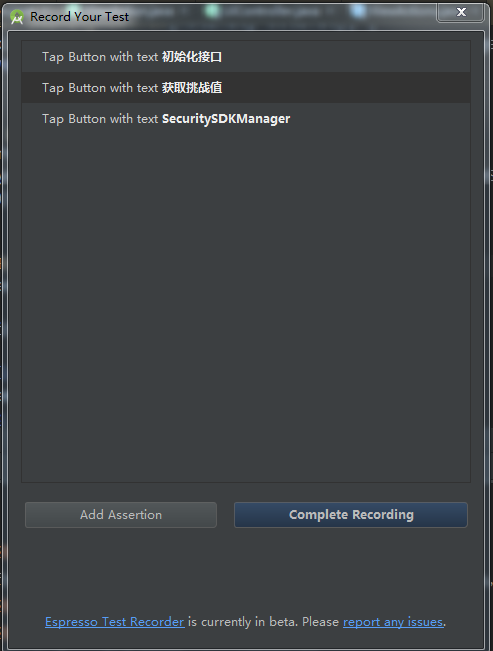 Record Your Test
Tap Button with text 初始化接口
Tap Button with text 获取挑战值
Tap Button with text SecuritySDKManager
Add Assertion
Complete Recording
Espresso Test Recorder is currently in beta. Please report any issues.